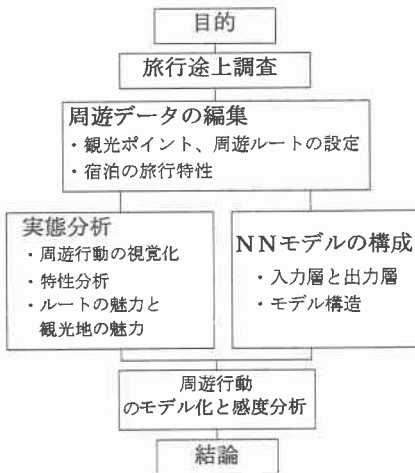 目的
旅行途上調査
周遊データの編集
・観光ポイント、周遊ルートの設定
・宿泊の旅行特性
実態分析
・周遊行動の視覚化
・特性分析
・ルートの魅力と
観光地の魅力
NNモデルの構成
・入力層と出力層
・モデル構造
周遊行動
のモデル化と感度分析
結論